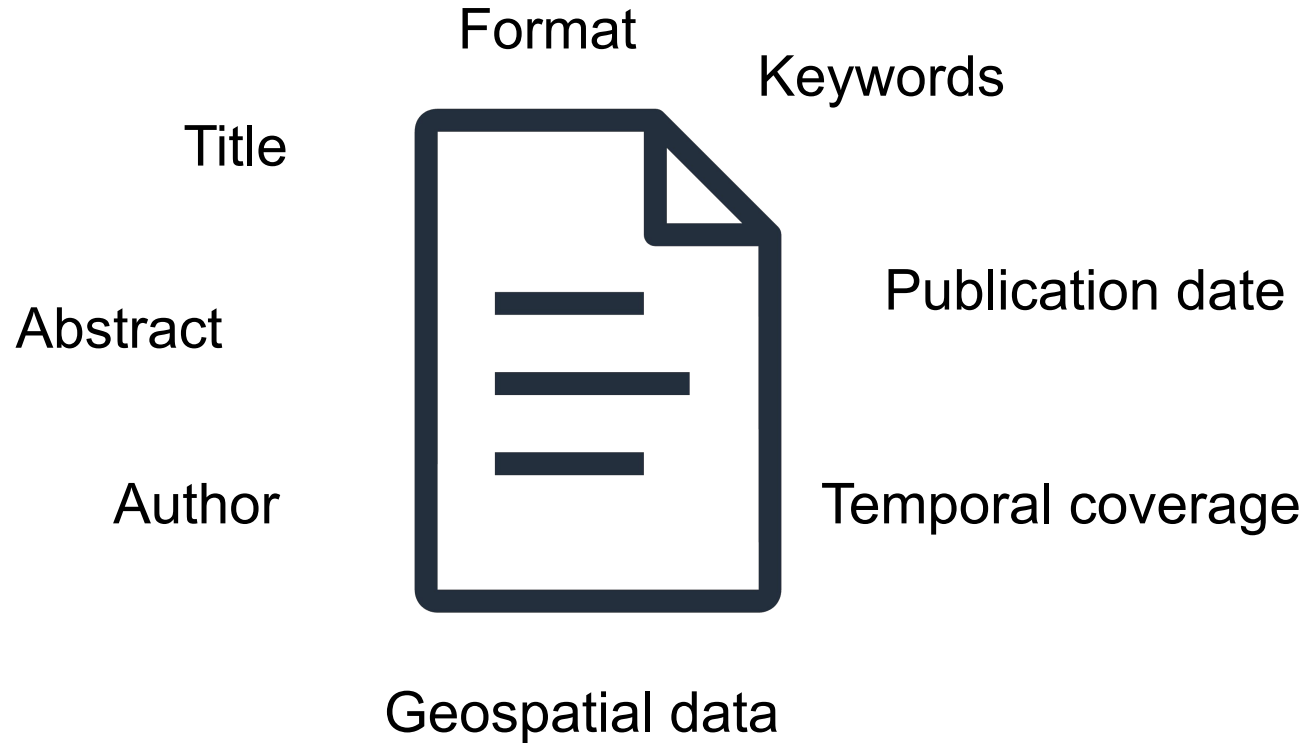 Format
Keywords
Title
Publication date
Abstract
Author
Temporal coverage
Geospatial data